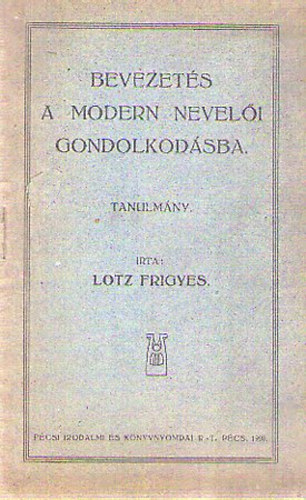 BEVEZETÉS
A MODERN NEVELŐI
GONDOLKODÁSBA.
TANULMÁNY.
IRTA:
LOTZ FRIGYES.
PÉCSI IRODALMI ÉS KÖNYVNYOMDAI R.-T. PÉCS,